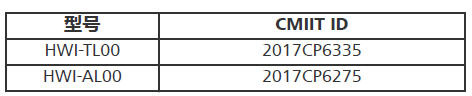 型号 CMIIT ID
HWI-TL00 2017CP6335
HWI-AL00 2017CP6275